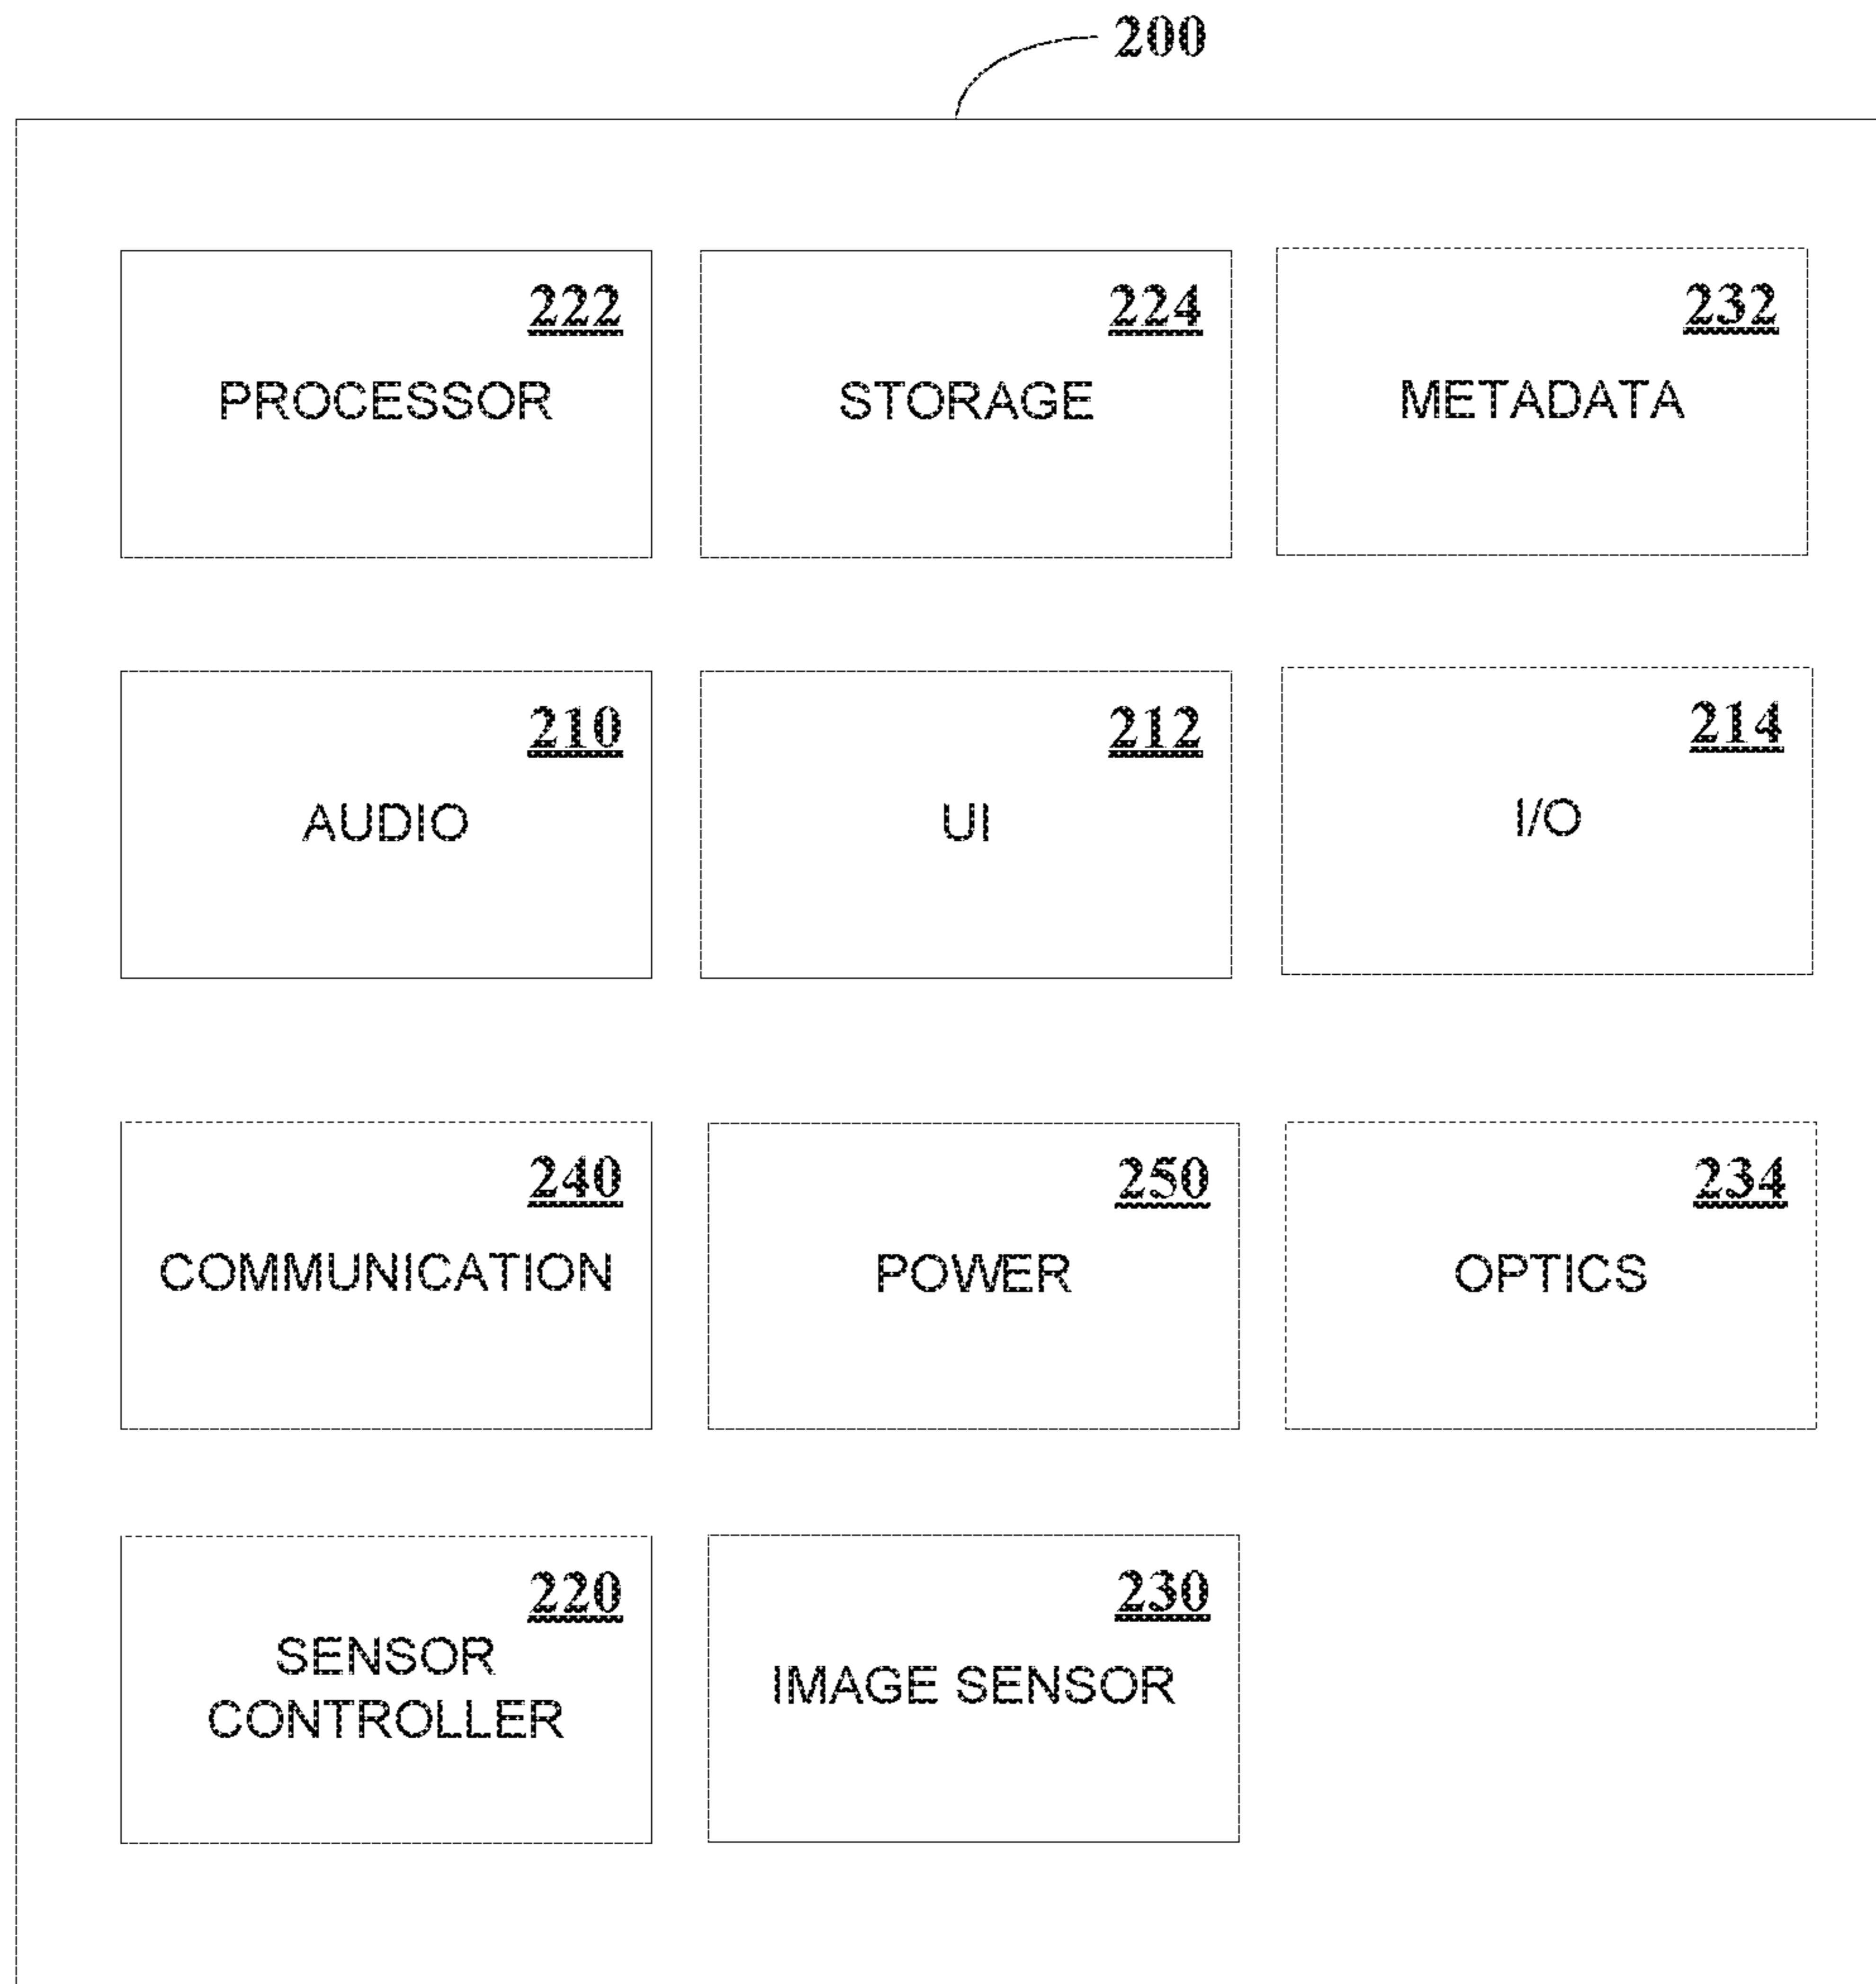 200
222
PROCESSOR
224
STORAGE
232
METADATA
210
AUDIO
212
UI
214
I/O
240
COMMUNICATION
250
POWER
234
OPTICS
220
SENSOR
CONTROLLER
230
IMAGE SENSOR